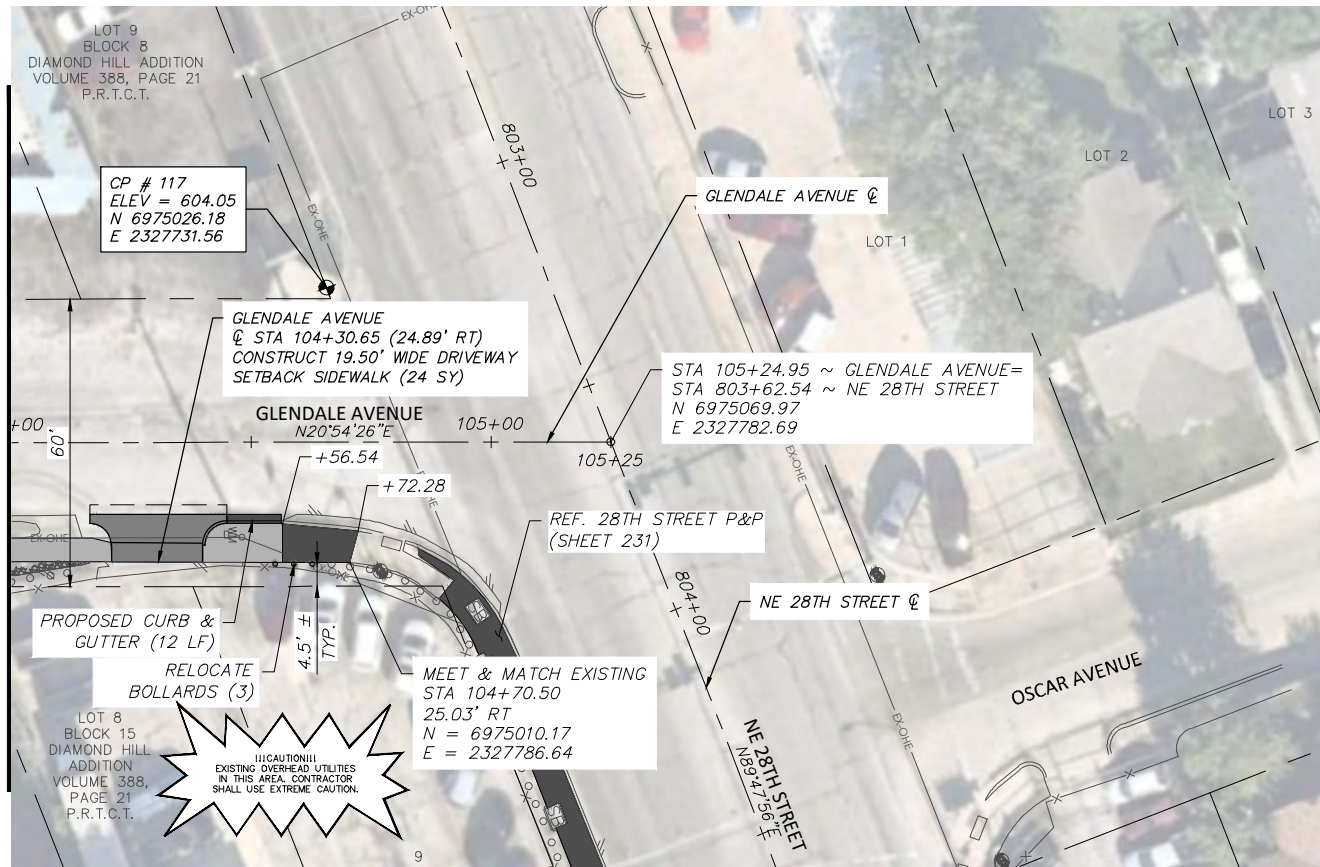 LOT 9
BLOCK 8
DIAMOND HILL ADDITION
VOLUME 388, PAGE 21
P.R.T.C.T.
EX-OHE
803+00
LOT 3
LOT 2
CP # 117
ELEV = 604.05
N 6975026.18
E 2327731.56
EX-OHE
GLENDALE AVENUE ℄
LOT 1
GLENDALE AVENUE
℄ STA 104+30.65 (24.89' RT)
CONSTRUCT 19.50' WIDE DRIVEWAY
SETBACK SIDEWALK (24 SY)
STA 105+24.95 ~ GLENDALE AVENUE=
STA 803+62.54 ~ NE 28TH STREET
N 6975069.97
E 2327782.69
+00
60'
GLENDALE AVENUE
N20°54'26"E
105+00
105+25
+56.54
+72.28
EX-OHE
EX-OHE
EX-OHE
WM
REF. 28TH STREET P&P
(SHEET 231)
SB
804+00
NE 28TH STREET ℄
PROPOSED CURB &
GUTTER (12 LF)
4.5' ±
TYP.
RELOCATE
BOLLARDS (3)
MEET & MATCH EXISTING
STA 104+70.50
25.03' RT
N = 6975010.17
E = 2327786.64
OSCAR AVENUE
EX-OHE
NE 28TH STREET
N89°47'56"E
LOT 8
BLOCK 15
DIAMOND HILL
ADDITION
VOLUME 388,
PAGE 21
P.R.T.C.T.
!!!CAUTION!!!
EXISTING OVERHEAD UTILITIES
IN THIS AREA. CONTRACTOR
SHALL USE EXTREME CAUTION.
SB
9